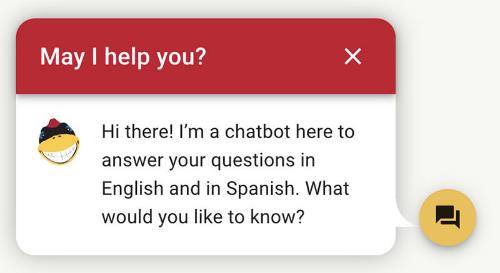 May I help you?
Hi there! I’m a chatbot here to
answer your questions in
English and in Spanish. What
would you like to know?